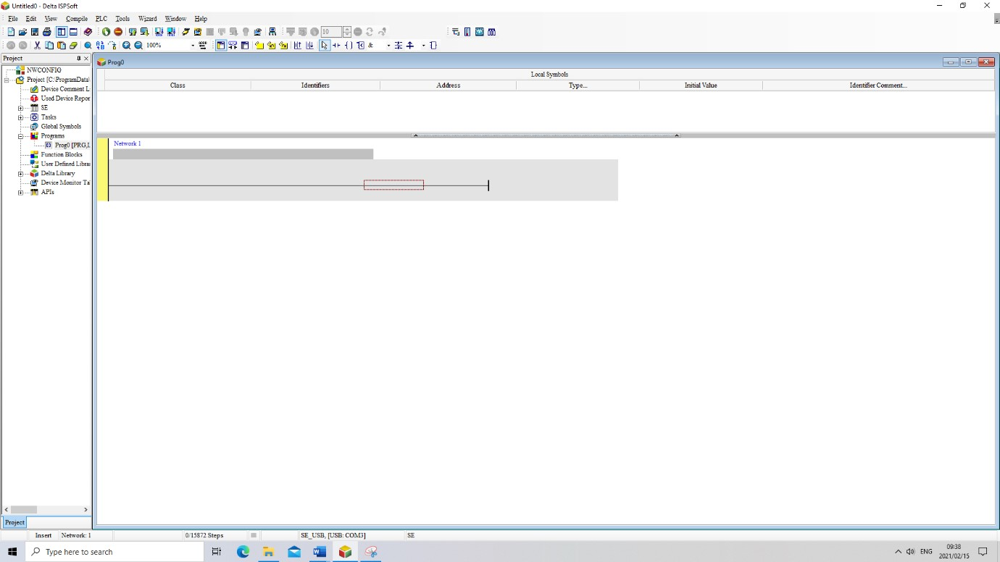 Untitled0 - Delta ISPSoft
File Edit View Compile PLC Tools Wizard Window Help
10
100% &
Project
Prog0
NWCONFIG
Project [C:\ProgramData\
Device Comment L
Used Device Repor
SE
Tasks
Global Symbols
Programs
Prog0 [PRG,L
Function Blocks
User Defined Librar
Delta Library
Device Monitor Ta
APIs
Local Symbols
Class Identifiers Address Type... Initial Value Identifier Comment...
Network 1
Project
Insert Network: 1 0/15872 Steps SE_USB, [USB: COM3] SE
Type here to search
ENG
09:38
2021/02/15